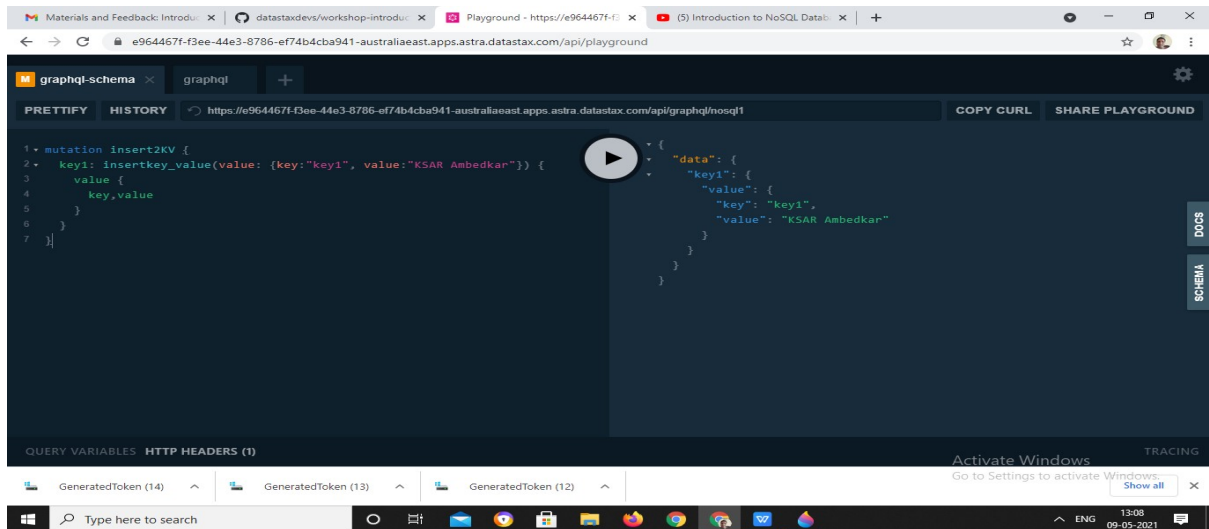 Materials and Feedback: Introduc
datastaxdevs/workshop-introduc
Playground - https://e964467f-f3
(5) Introduction to NoSQL Datab
e964467f-f3ee-44e3-8786-ef74b4cba941-australiaeast.apps.astra.datastax.com/api/playground
M graphql-schema
graphql
PRETTIFY HISTORY https://e964467f-f3ee-44e3-8786-ef74b4cba941-australiaeast.apps.astra.datastax.com/api/graphql/nosql1 COPY CURL SHARE PLAYGROUND
1 mutation insert2KV {
2 key1: insertkey_value(value: {key:"key1", value:"KSAR Ambedkar"}) {
3 value {
4 key,value
5 }
6 }
7 }
{
"data": {
"key1": {
"value": {
"key": "key1",
"value": "KSAR Ambedkar"
}
}
}
}
DOCS
SCHEMA
QUERY VARIABLES HTTP HEADERS (1) TRACING
Activate Windows
Go to Settings to activate Windows.
GeneratedToken (14) GeneratedToken (13) GeneratedToken (12) Show all
Type here to search
ENG
13:08
09-05-2021